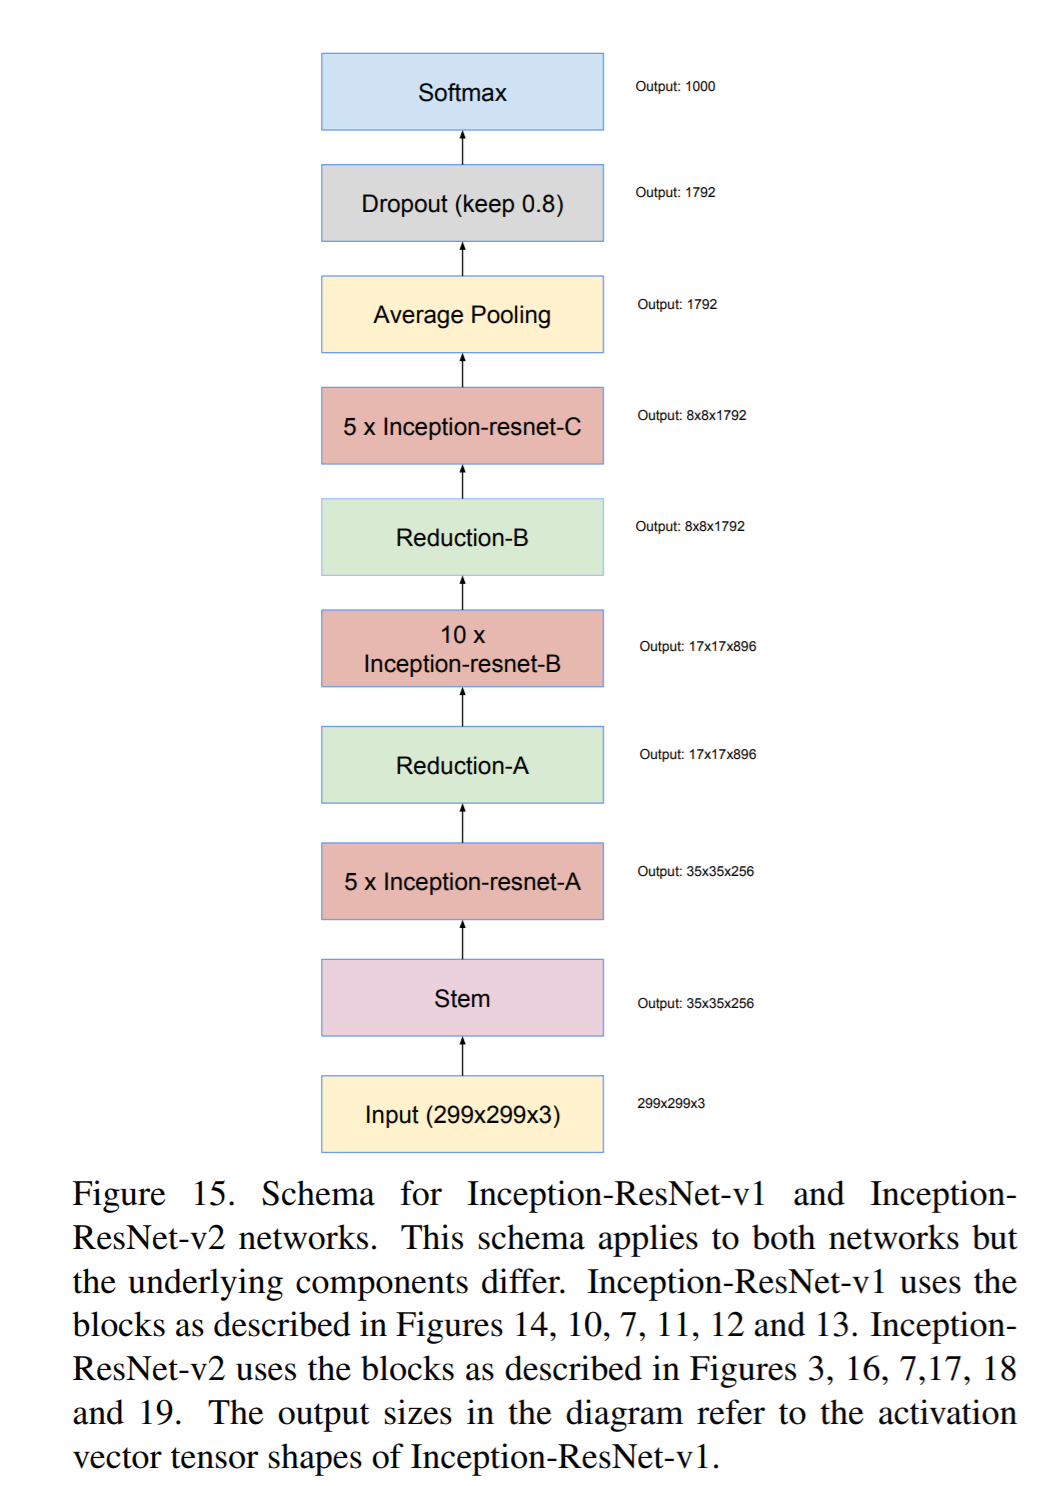 Softmax
Output: 1000
Dropout (keep 0.8)
Output: 1792
Average Pooling
Output: 1792
5 x Inception-resnet-C
Output: 8x8x1792
Reduction-B
Output: 8x8x1792
10 x
Inception-resnet-B
Output: 17x17x896
Reduction-A
Output: 17x17x896
5 x Inception-resnet-A
Output: 35x35x256
Stem
Output: 35x35x256
Input (299x299x3)
299x299x3
Figure 15. Schema for Inception-ResNet-v1 and Inception-
ResNet-v2 networks. This schema applies to both networks but
the underlying components differ. Inception-ResNet-v1 uses the
blocks as described in Figures 14, 10, 7, 11, 12 and 13. Inception-
ResNet-v2 uses the blocks as described in Figures 3, 16, 7,17, 18
and 19. The output sizes in the diagram refer to the activation
vector tensor shapes of Inception-ResNet-v1.